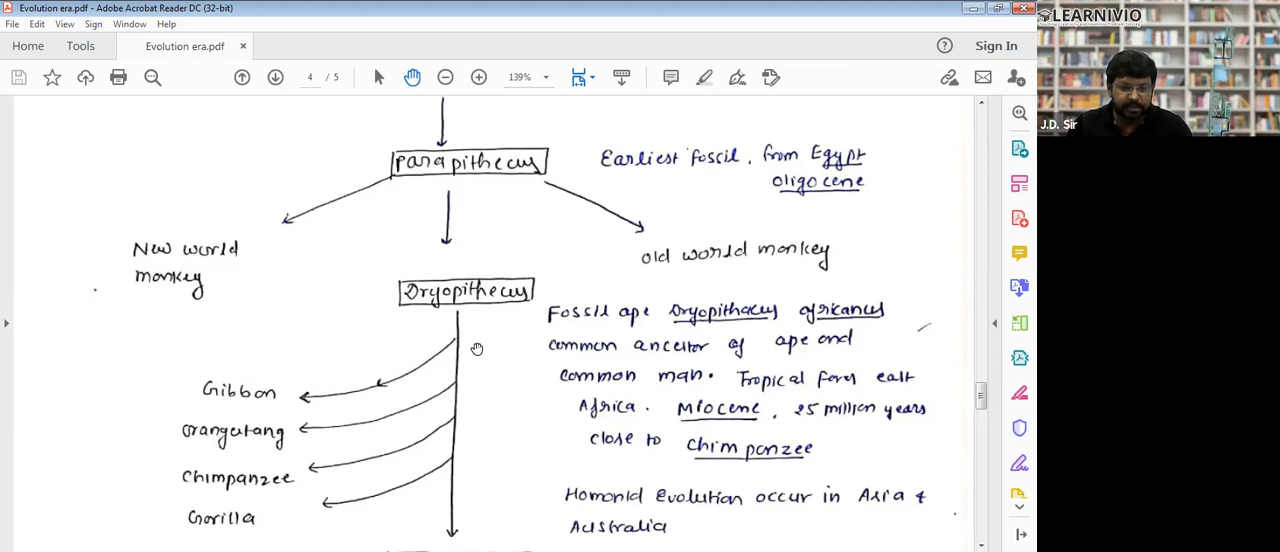 Evolution era.pdf - Adobe Acrobat Reader DC (32-bit)
File Edit View Sign Window Help
Home Tools Evolution era.pdf × Sign In
4 / 5 139%
LEARNIVIO
J.D. Sir
Parapithecus
Earliest fossil, from Egypt
oligocene
New world
monkey
old world monkey
Dryopithecus
Fossil ape Dryopithacus africanus
common ancestor of ape and
common man. Tropical
Africa. Miocene, 25 million years
close to Chimpanzee
Gibbon
orangutang
Chimpanzee
Gorilla
Homonid Evolution occur in Asia &
Australia